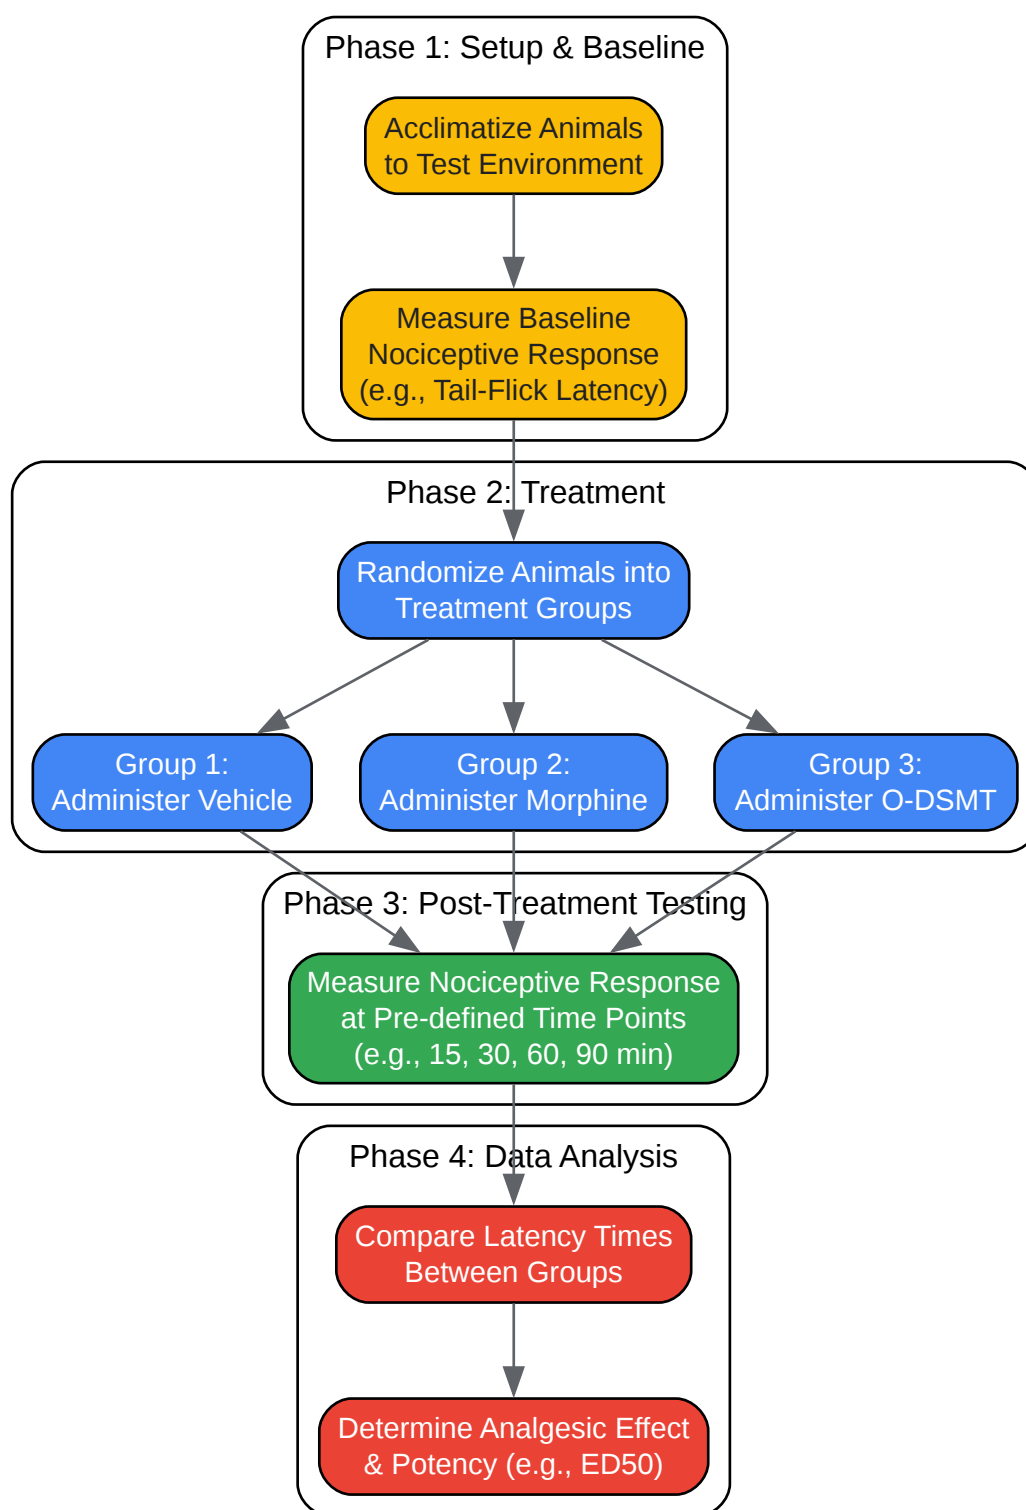 Phase 1: Setup & Baseline
Acclimatize Animals
to Test Environment
Measure Baseline
Nociceptive Response
(e.g., Tail-Flick Latency)
Phase 2: Treatment
Randomize Animals into
Treatment Groups
Group 1:
Administer Vehicle
Group 2:
Administer Morphine
Group 3:
Administer O-DSMT
Phase 3: Post-Treatment Testing
Measure Nociceptive Response
at Pre-defined Time Points
(e.g., 15, 30, 60, 90 min)
Phase 4: Data Analysis
Compare Latency Times
Between Groups
Determine Analgesic Effect
& Potency (e.g., ED50)